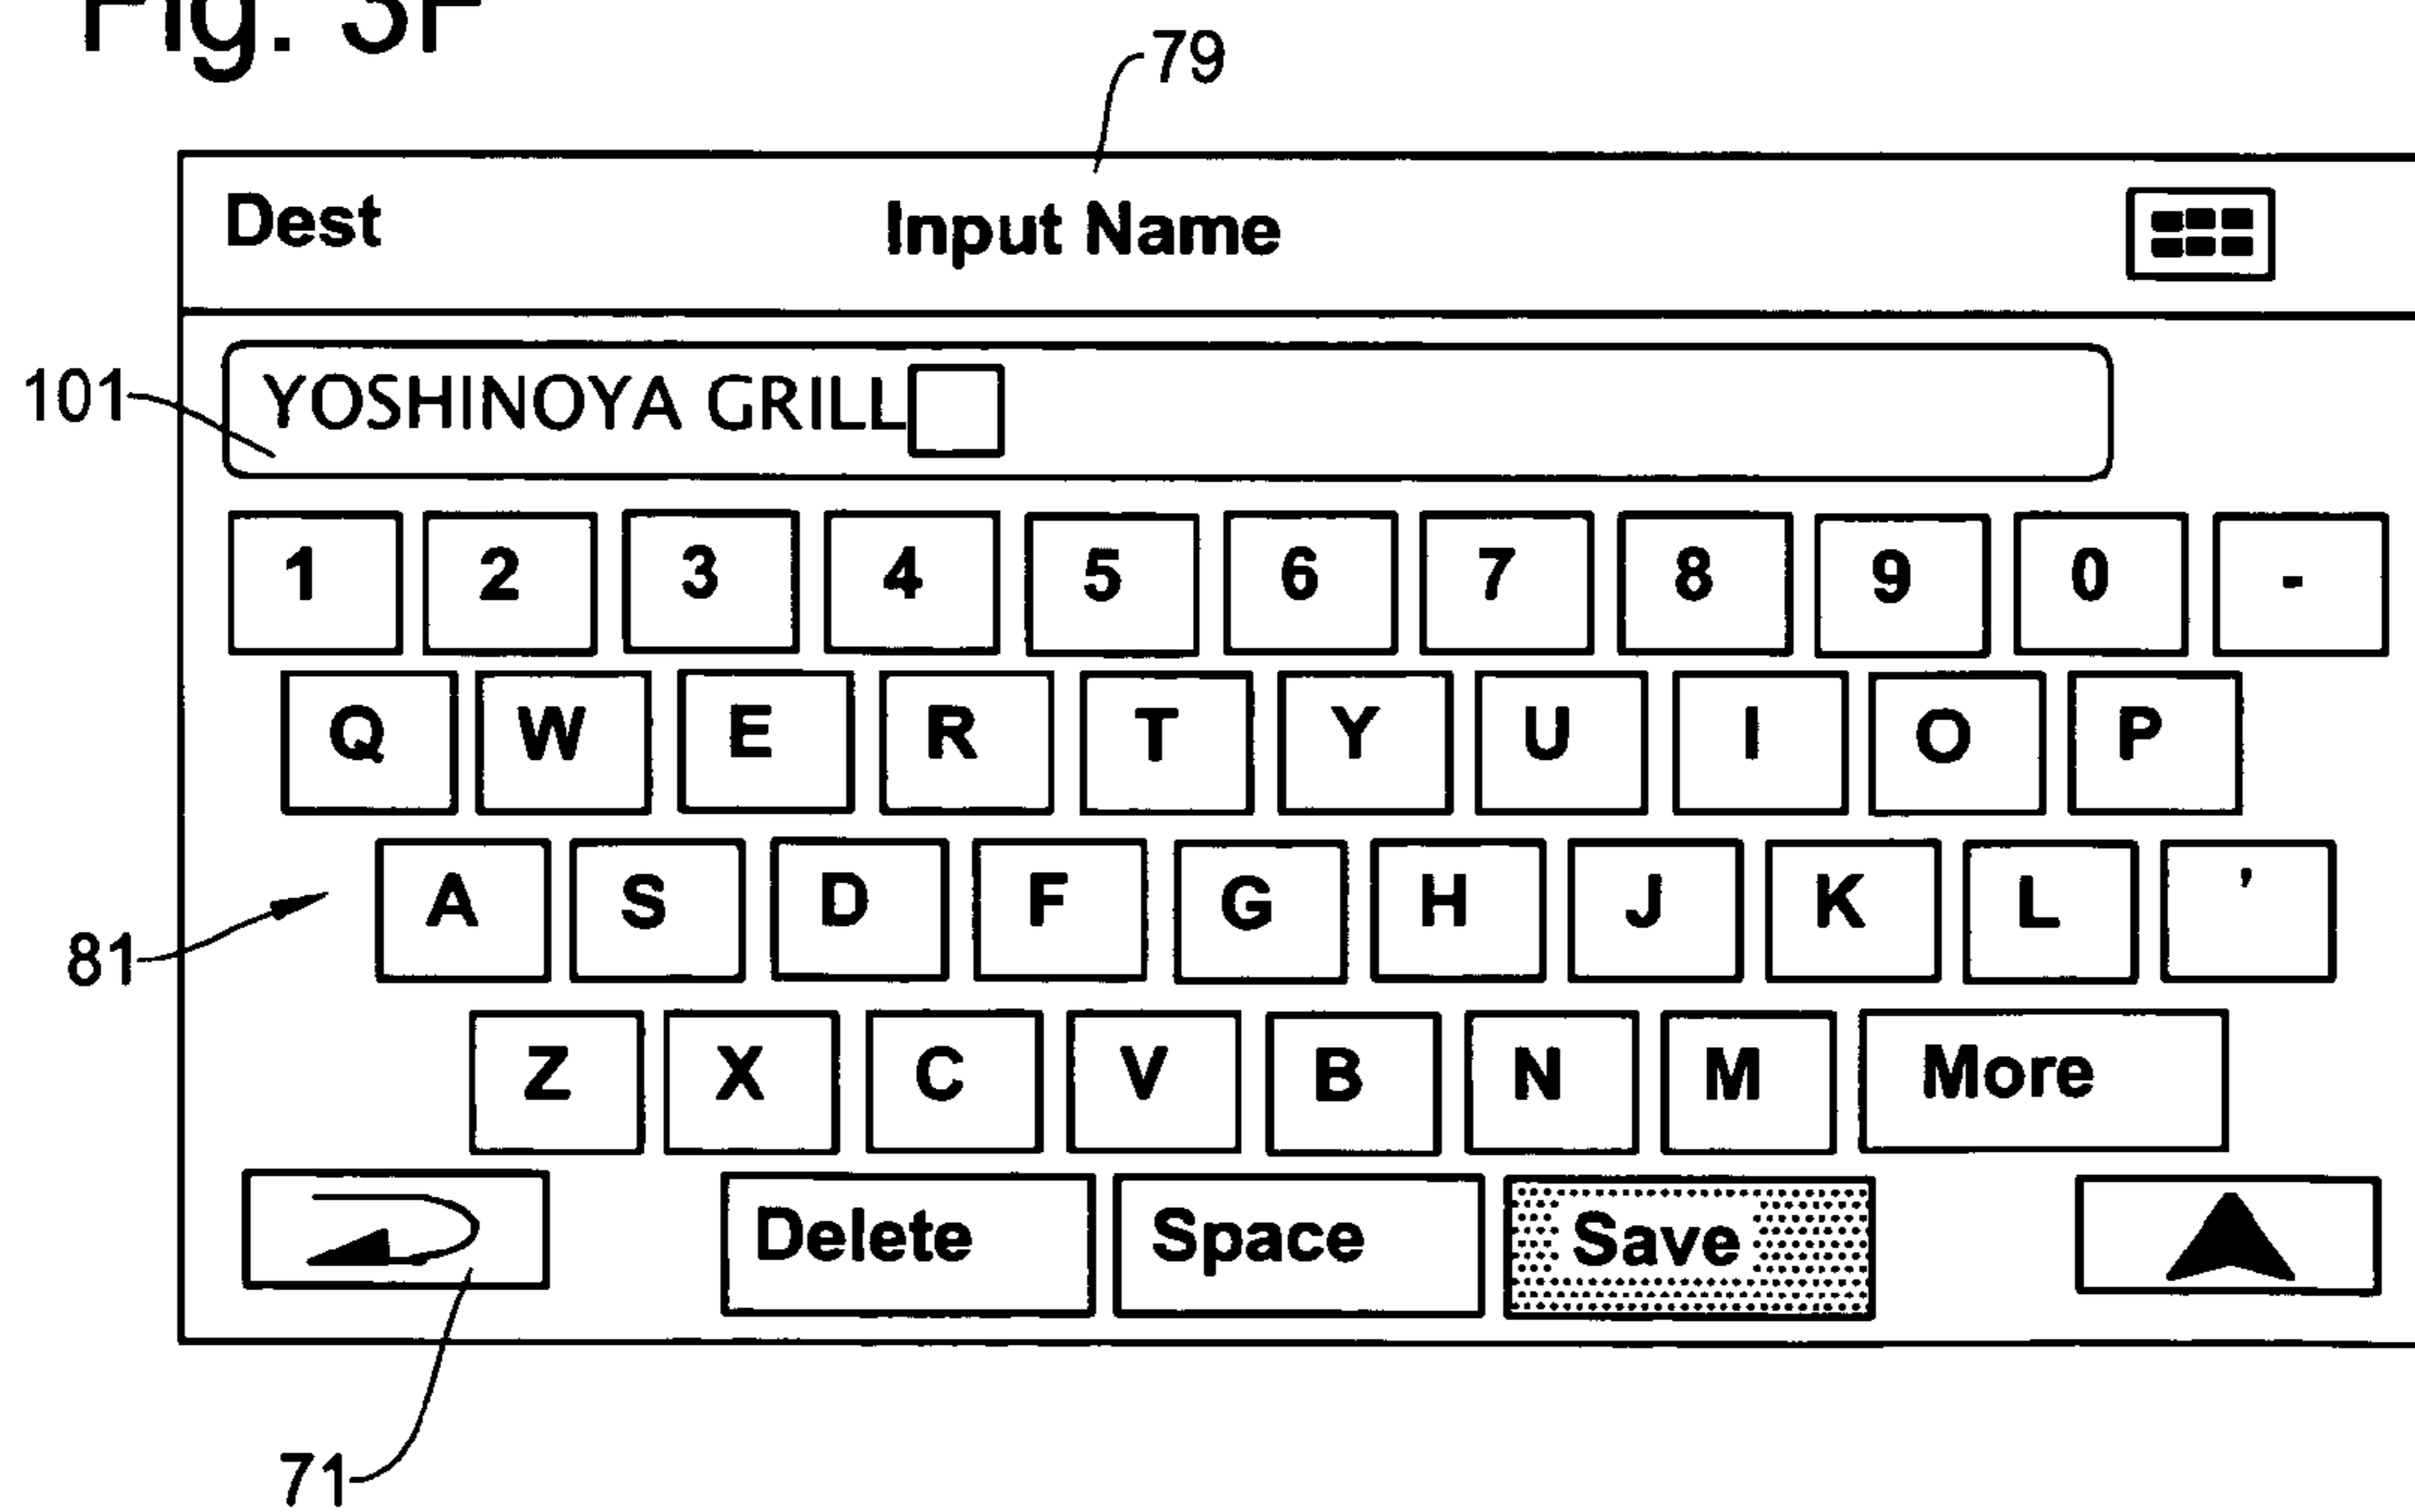 Fig. 3F
79
Dest Input Name
101
YOSHINOYA GRILL
1 2 3 4 5 6 7 8 9 0 -
Q W E R T Y U I O P
81
A S D F G H J K L '
Z X C V B N M More
Delete Space Save
71